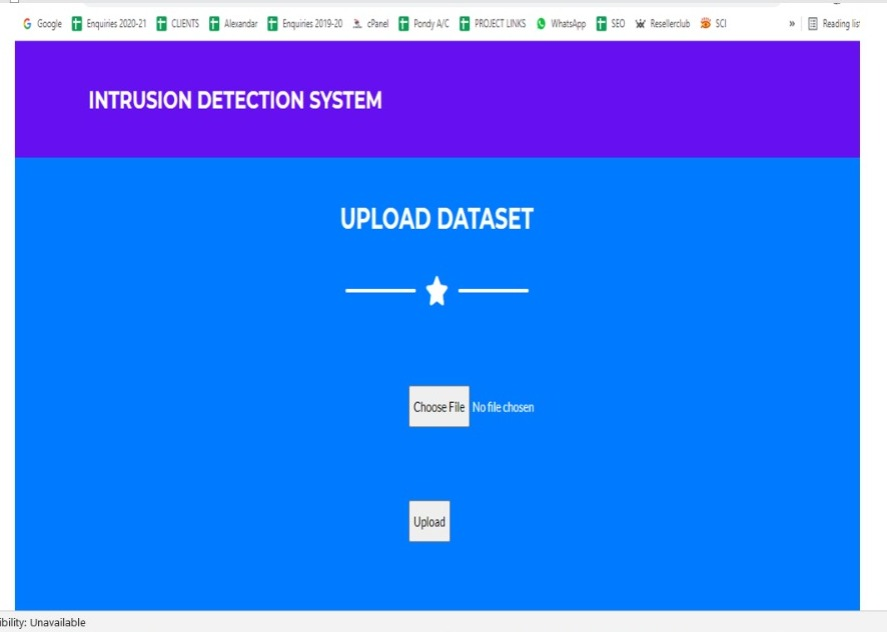 Google Enquiries 2020-21 CLIENTS Alexandar Enquiries 2019-20 cPanel Pondy A/C PROJECT LINKS WhatsApp SEO Resellerclub SCI » Reading lis
INTRUSION DETECTION SYSTEM
UPLOAD DATASET
Choose File No file chosen
Upload
ibility: Unavailable